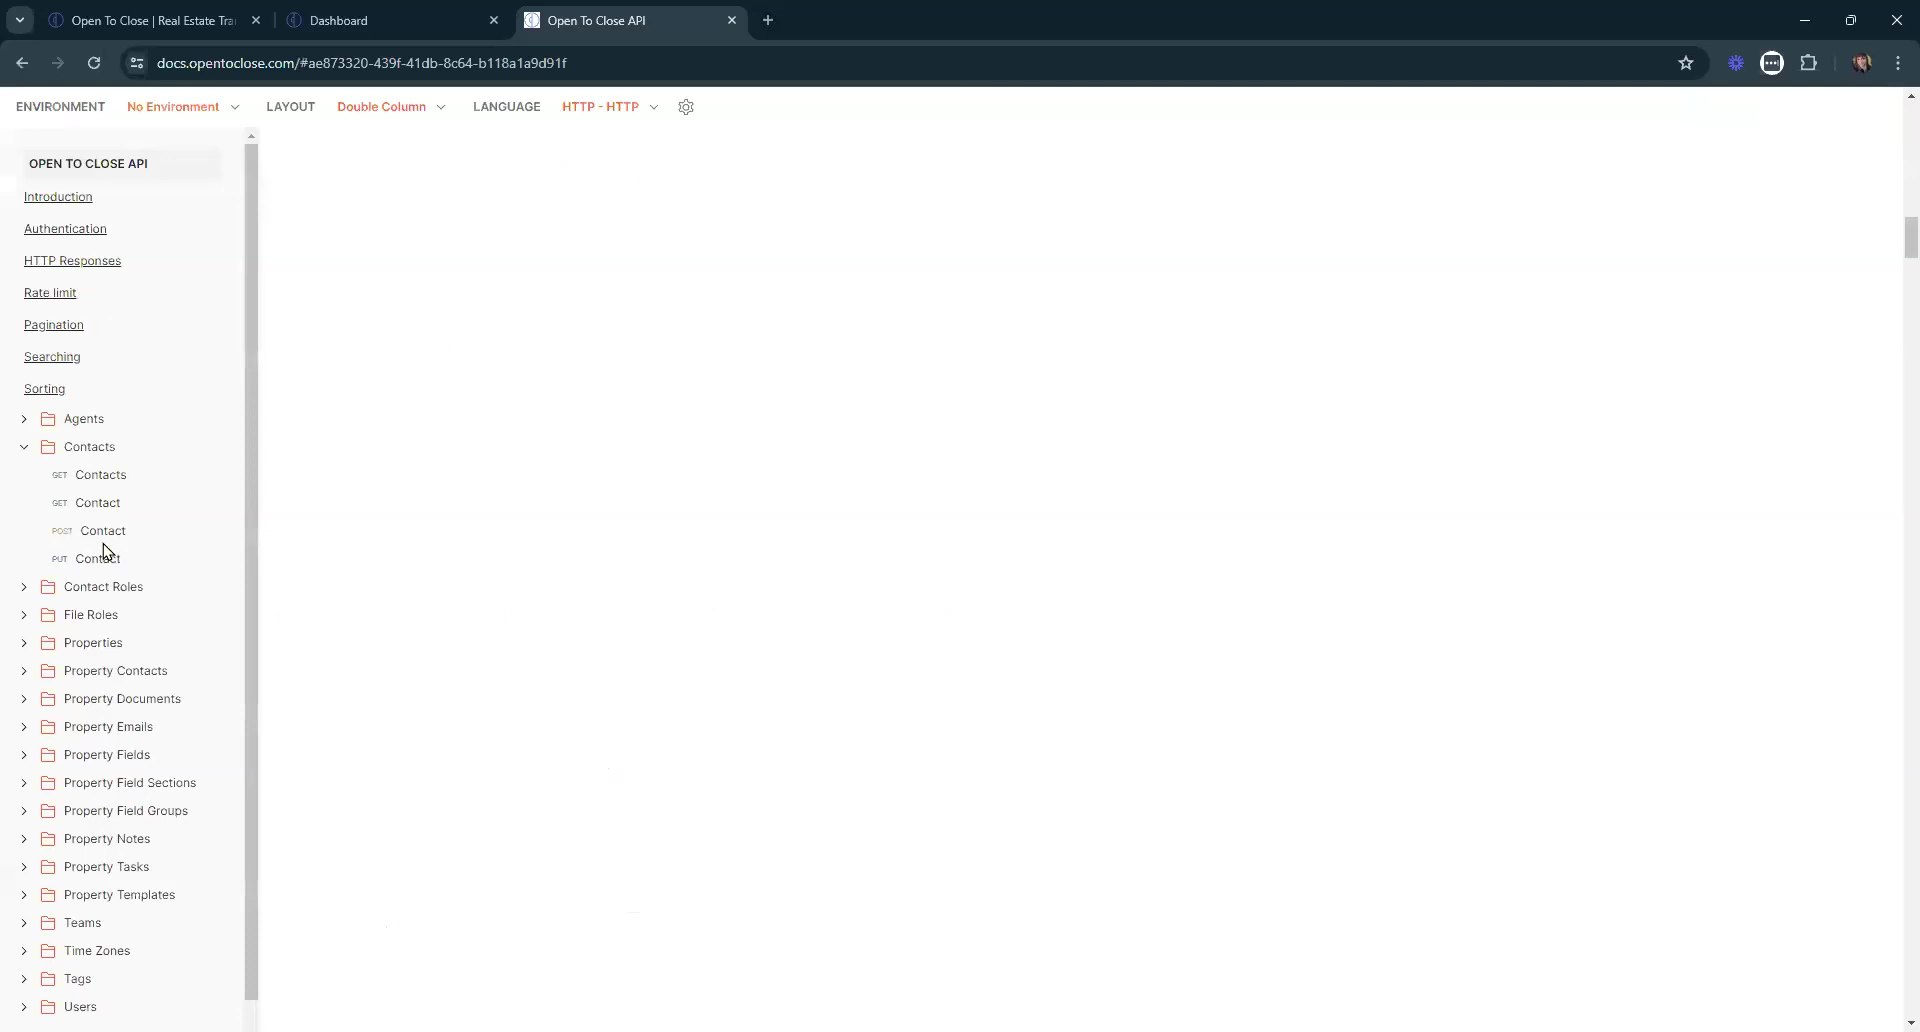 Open To Close | Real Estate Tra
Dashboard
Open To Close API
docs.opentoclose.com/#ae873320-439f-41db-8c64-b118a1a9d91f
ENVIRONMENT No Environment LAYOUT Double Column LANGUAGE HTTP - HTTP
OPEN TO CLOSE API
Introduction
Authentication
HTTP Responses
Rate limit
Pagination
Searching
Sorting
Agents
Contacts
GET Contacts
GET Contact
POST Contact
PUT Contact
Contact Roles
File Roles
Properties
Property Contacts
Property Documents
Property Emails
Property Fields
Property Field Sections
Property Field Groups
Property Notes
Property Tasks
Property Templates
Teams
Time Zones
Tags
Users